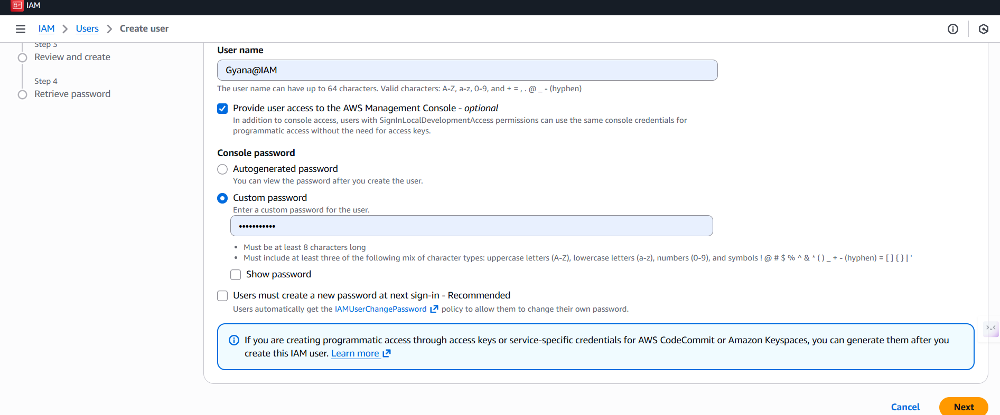 IAM
IAM > Users > Create user
Step 3
Review and create
Step 4
Retrieve password
User name
Gyana@IAM
The user name can have up to 64 characters. Valid characters: A-Z, a-z, 0-9, and + = , . @ _ - (hyphen)
Provide user access to the AWS Management Console - optional
In addition to console access, users with SignInLocalDevelopmentAccess permissions can use the same console credentials for
programmatic access without the need for access keys.
Console password
Autogenerated password
You can view the password after you create the user.
Custom password
Enter a custom password for the user.
•••••••••••
• Must be at least 8 characters long
• Must include at least three of the following mix of character types: uppercase letters (A-Z), lowercase letters (a-z), numbers (0-9), and symbols ! @ # $ % ^ & * ( ) _ + - (hyphen) = [ ] { } | '
Show password
Users must create a new password at next sign-in - Recommended
Users automatically get the IAMUserChangePassword policy to allow them to change their own password.
If you are creating programmatic access through access keys or service-specific credentials for AWS CodeCommit or Amazon Keyspaces, you can generate them after you
create this IAM user. Learn more
Cancel
Next